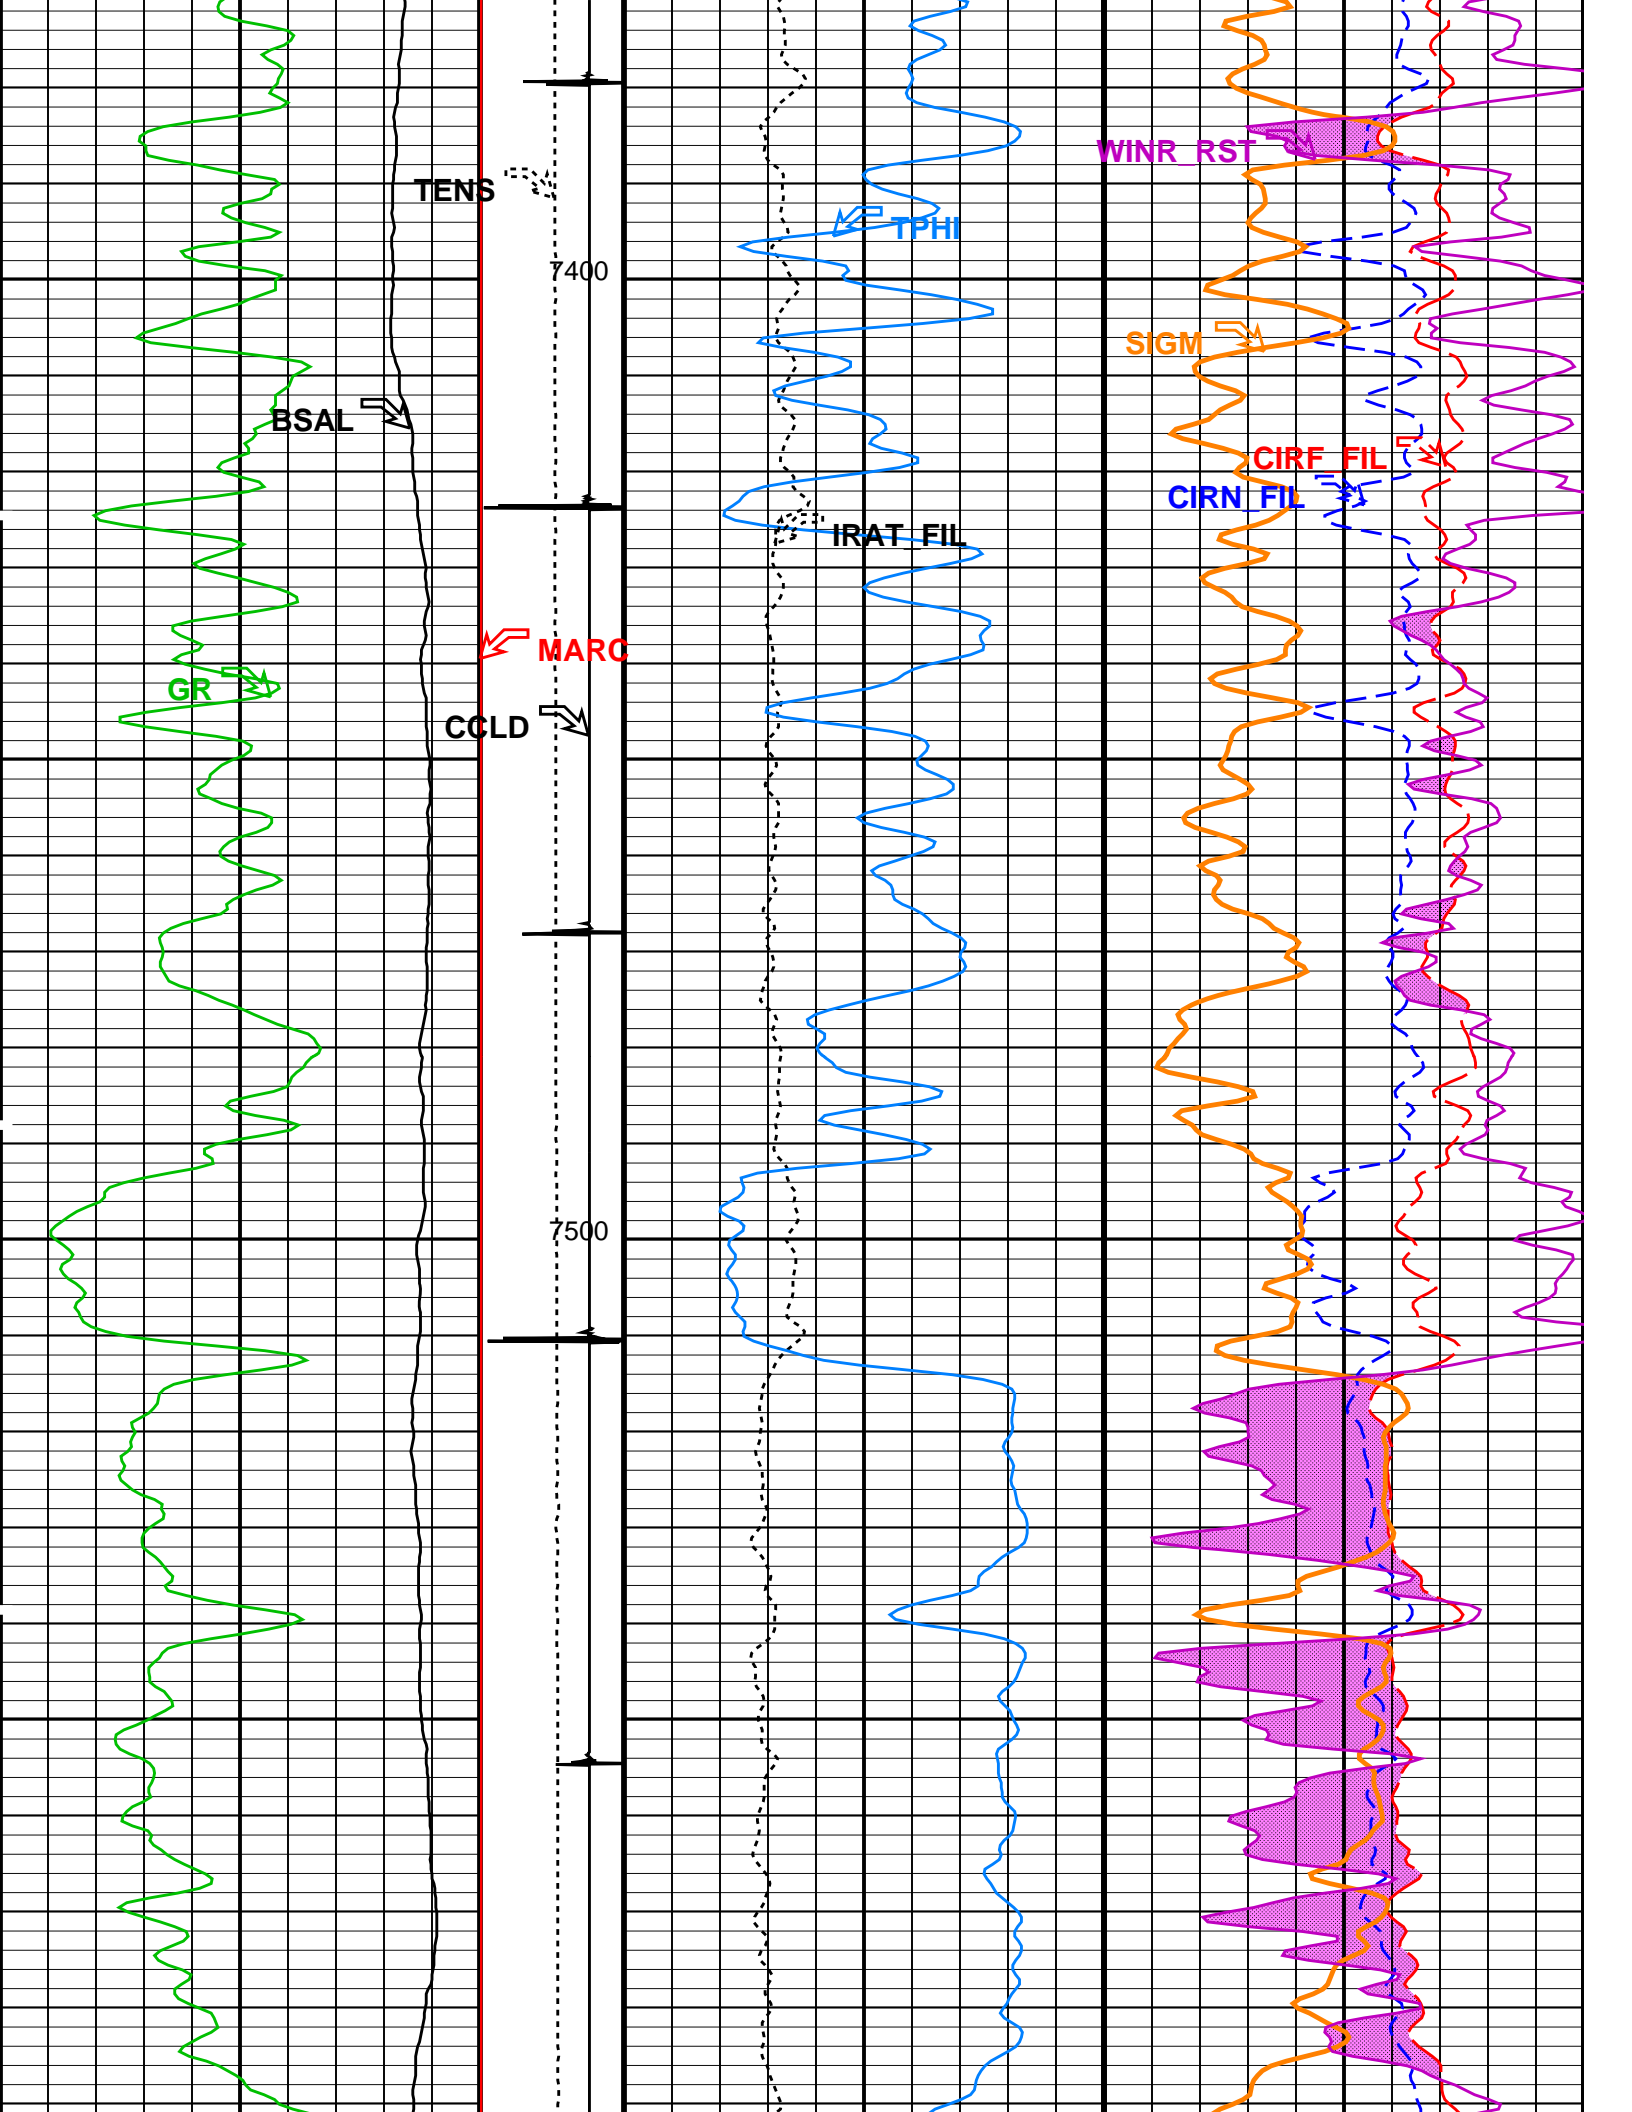 WINR_RST
TENS
TPHI
7400
SIGM
BSAL
CIRF_FIL
CIRN_FIL
IRAT_FIL
MARC
GR
CCLD
7500